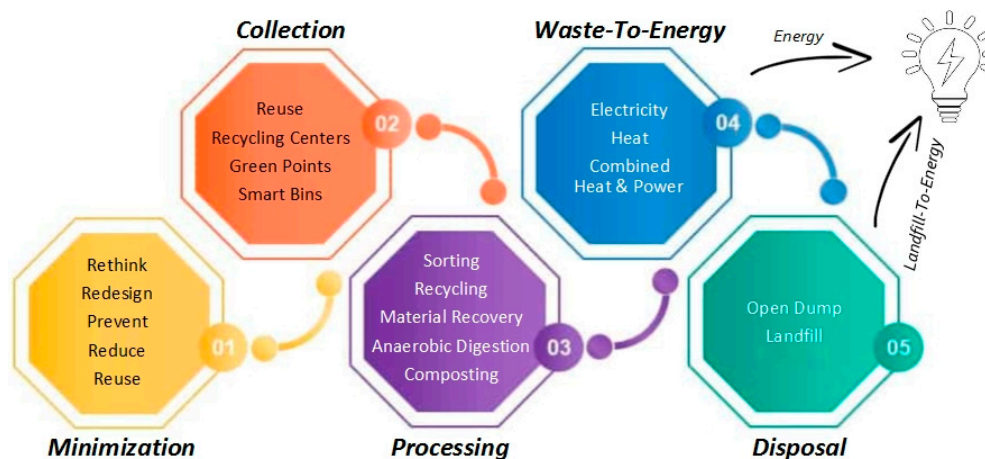 Collection
Waste-To-Energy
Energy
Landfill-To-Energy
Reuse
Recycling Centers
Green Points
Smart Bins
02
Electricity
Heat
Combined
Heat & Power
04
Rethink
Redesign
Prevent
Reduce
Reuse
01
Sorting
Recycling
Material Recovery
Anaerobic Digestion
Composting
03
Open Dump
Landfill
05
Minimization
Processing
Disposal